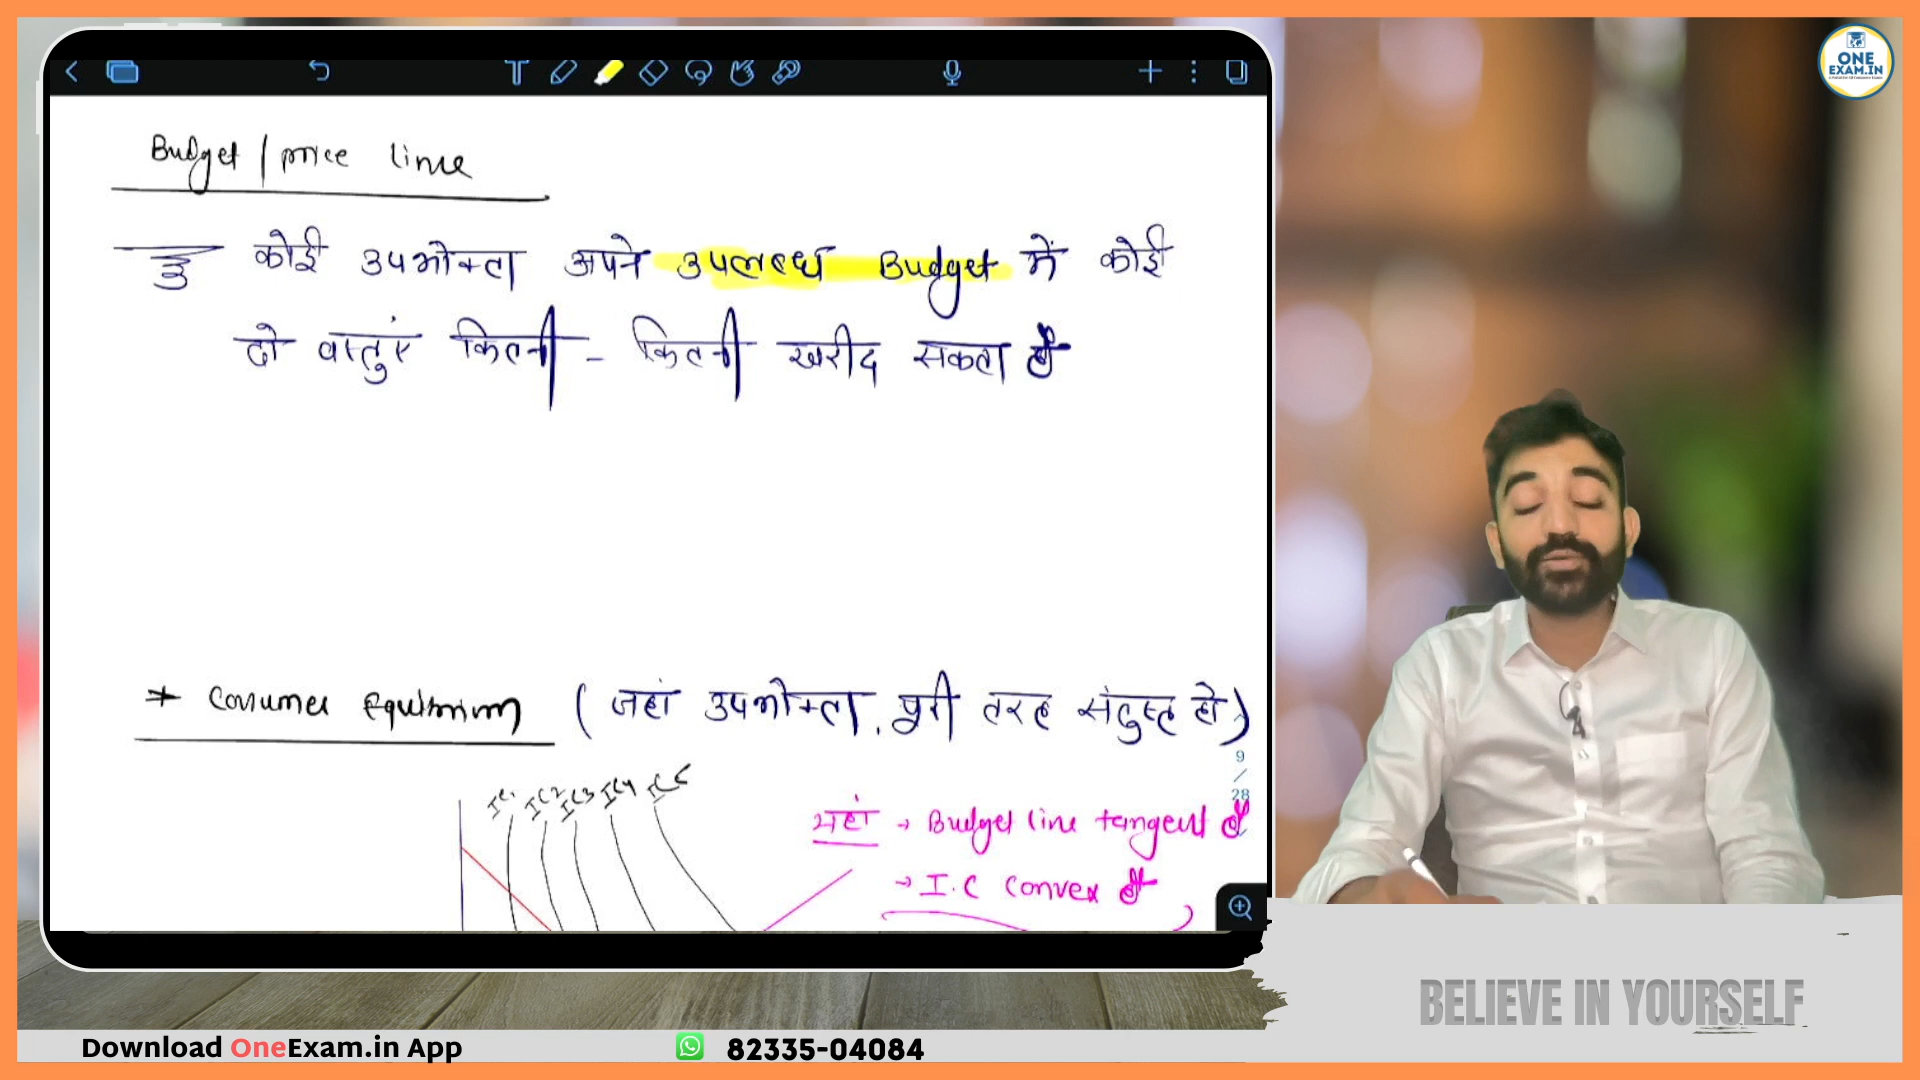 Budget / price line
कोई उपभोक्ता अपने उपलब्ध Budget में कोई
दो वस्तुएं कितनी - कितनी खरीद सकता है
* Consumer Equilibrium (जहां उपभोक्ता पूरी तरह संतुष्ट हो)
IC1 IC2 IC3 IC4 IC5
यहां → Budget line tangent है
→ I.C Convex है
9
/
28
ONE
EXAM.IN
BELIEVE IN YOURSELF
Download OneExam.in App
82335-04084